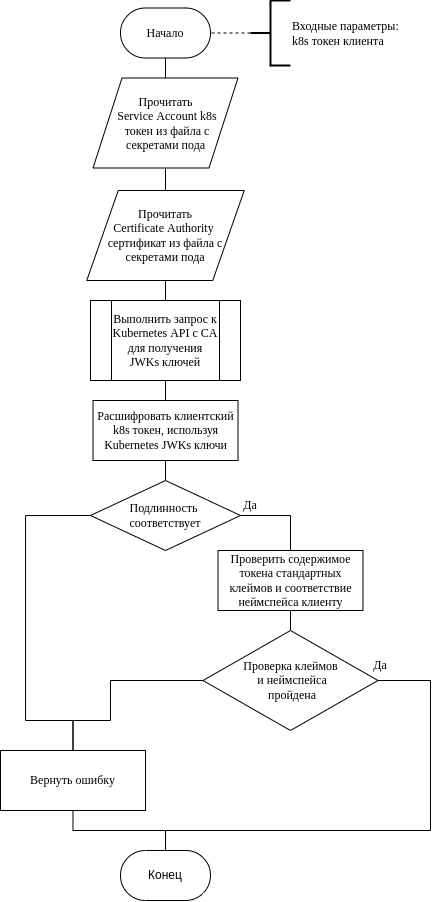 Начало
Входные параметры:
k8s токен клиента
Прочитать
Service Account k8s
токен из файла с
секретами пода
Прочитать
Certificate Authority
сертификат из файла с
секретами пода
Выполнить запрос к
Kubernetes API с CA
для получения
JWKs ключей
Расшифровать клиентский
k8s токен, используя
Kubernetes JWKs ключи
Подлинность
соответствует
Да
Проверить содержимое
токена стандартных
клеймов и соответствие
неймспейса клиенту
Проверка клеймов
и неймспейса
пройдена
Да
Вернуть ошибку
Конец